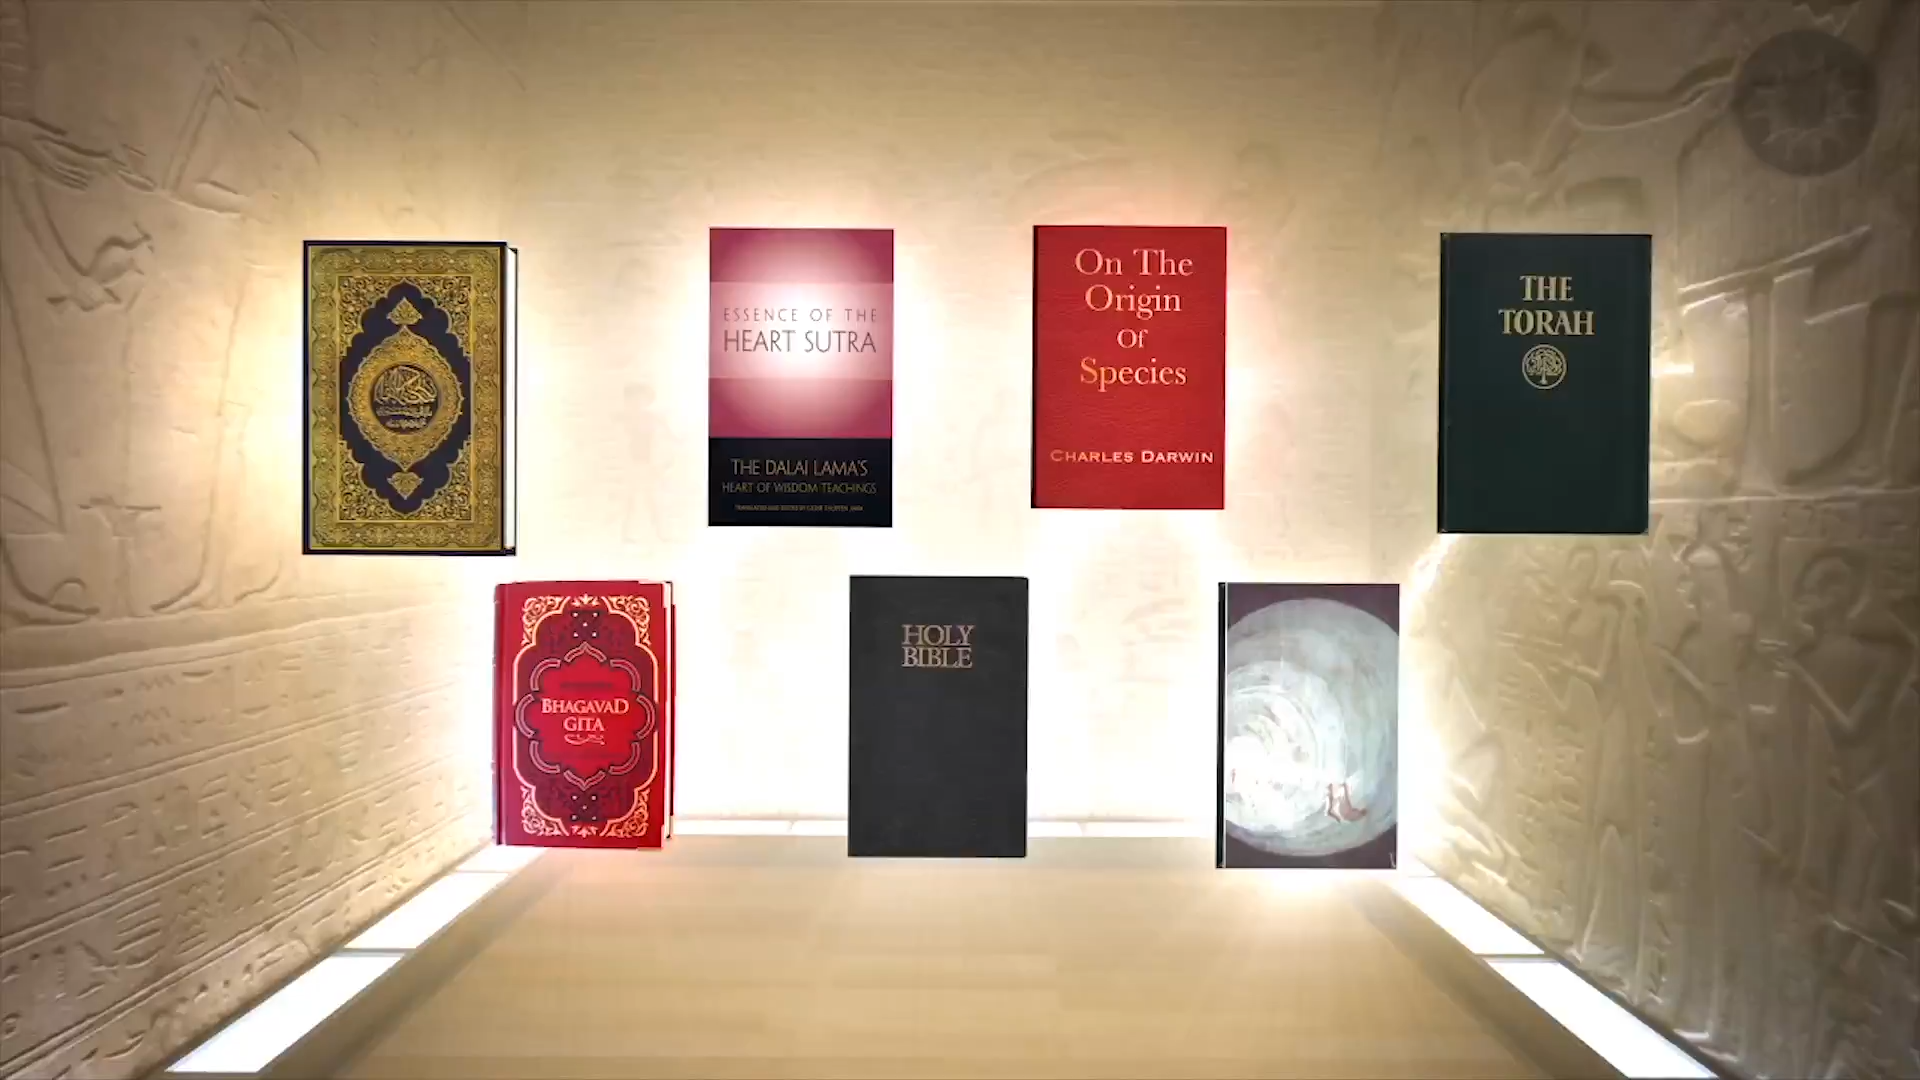 ESSENCE OF THE
HEART SUTRA
THE DALAI LAMA'S
HEART OF WISDOM TEACHINGS
On The
Origin
Of
Species
CHARLES DARWIN
THE
TORAH
BHAGAVAD
GITA
HOLY
BIBLE